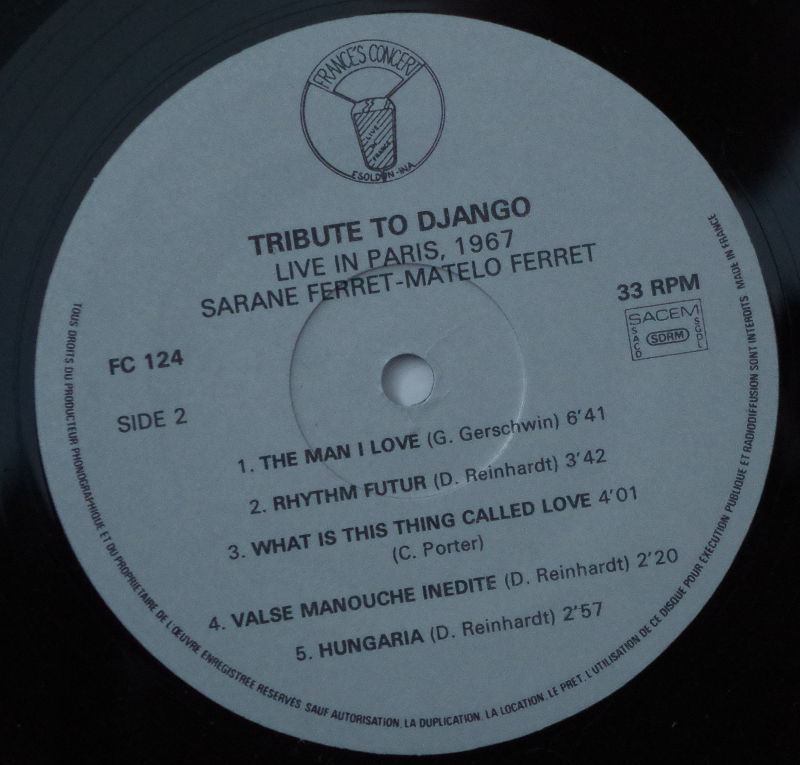 FRANCE'S CONCERT
LIVE
IN
FRANCE
ESOLDUN-INA
TRIBUTE TO DJANGO
LIVE IN PARIS, 1967
SARANE FERRET-MATELO FERRET
33 RPM
SACEM
SACD
SDRM
SGDL
FC 124
SIDE 2
1. THE MAN I LOVE (G. Gerschwin) 6'41
2. RHYTHM FUTUR (D. Reinhardt) 3'42
3. WHAT IS THIS THING CALLED LOVE 4'01
(C. Porter)
4. VALSE MANOUCHE INEDITE (D. Reinhardt) 2'20
5. HUNGARIA (D. Reinhardt) 2'57
TOUS DROITS DU PRODUCTEUR PHONOGRAPHIQUE ET DU PROPRIETAIRE DE L'ŒUVRE ENREGISTREE RESERVES SAUF AUTORISATION, LA DUPLICATION, LA LOCATION, LE PRET, L'UTILISATION DE CE DISQUE POUR EXECUTION PUBLIQUE ET RADIODIFFUSION SONT INTERDITS MADE IN FRANCE